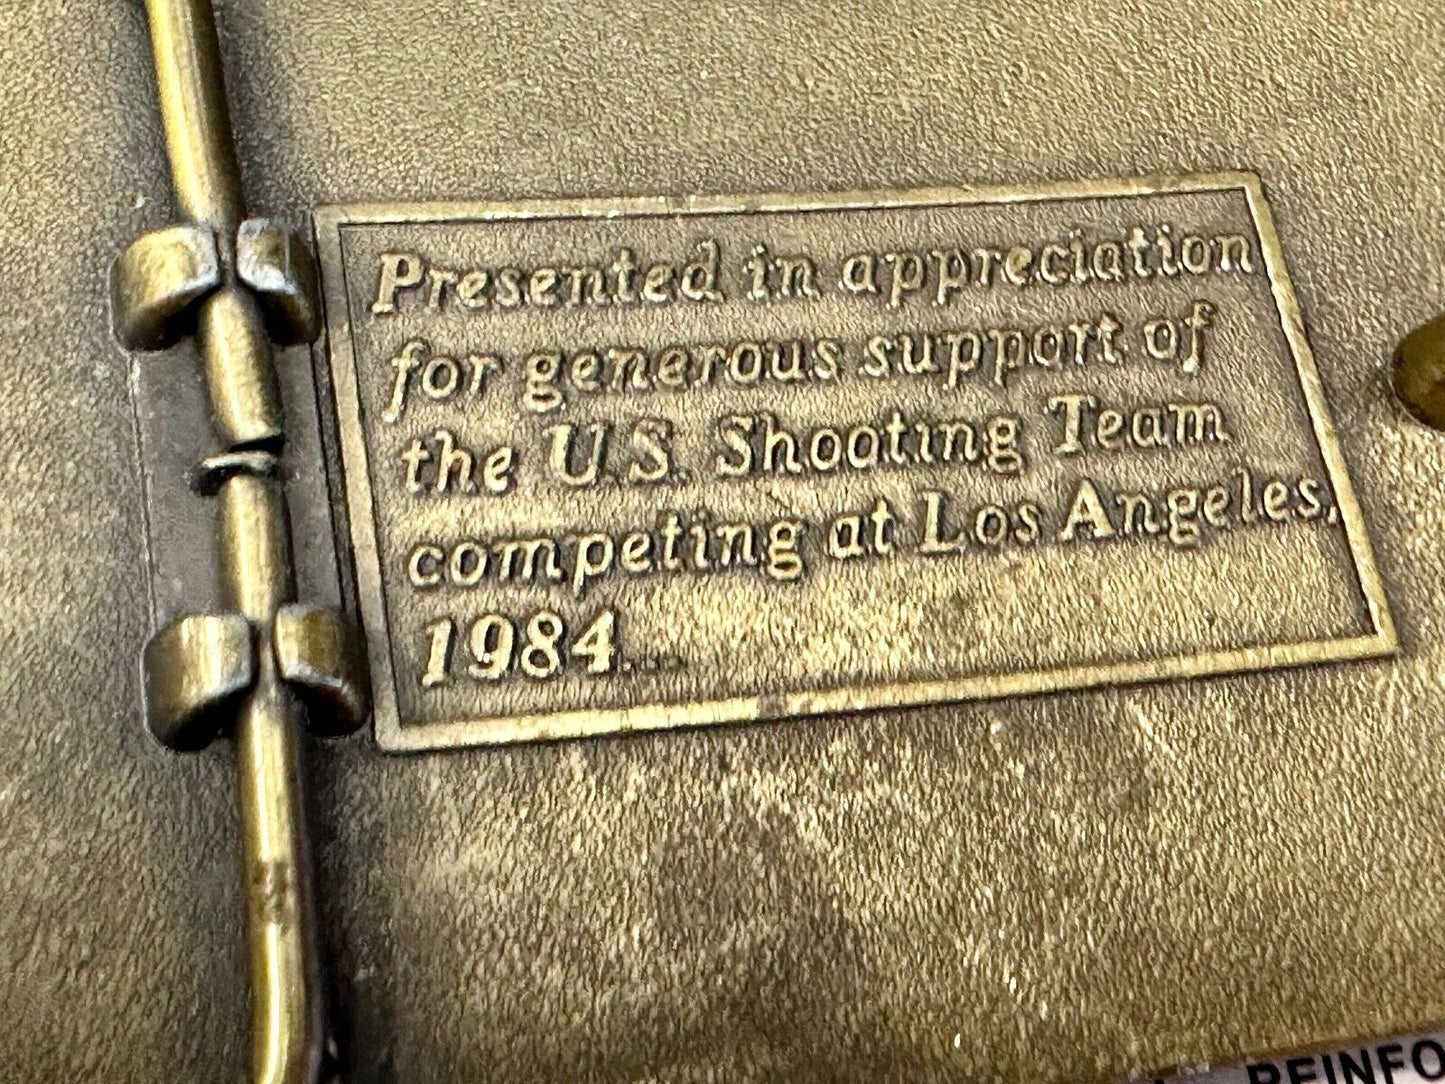 Presented in appreciation
for generous support of
the U.S. Shooting Team
competing at Los Angeles,
1984.